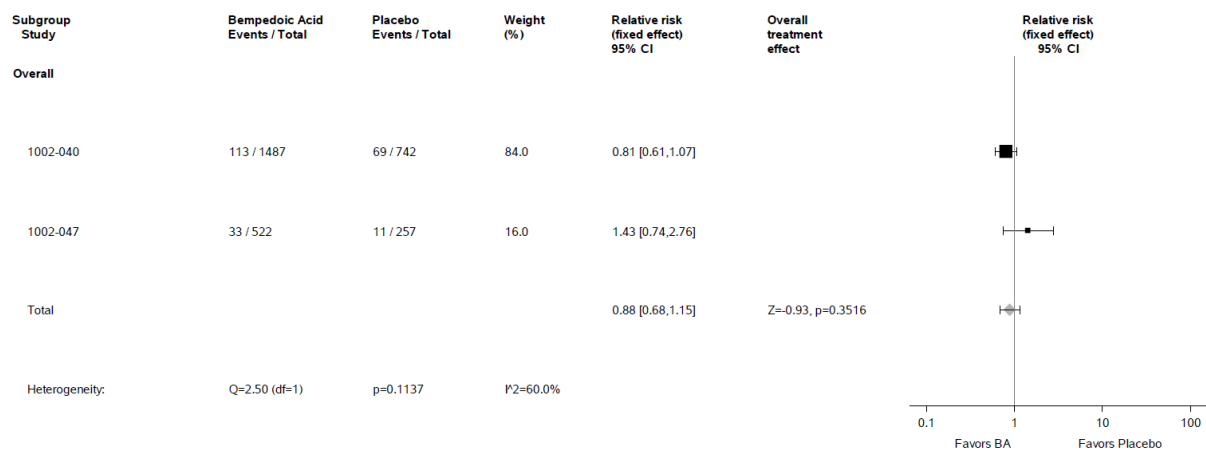 Subgroup Bempedoic Acid Placebo Weight Relative risk Overall Relative risk
Study Events / Total Events / Total (%) (fixed effect) treatment (fixed effect)
95% CI effect 95% CI
Overall
1002-040 113 / 1487 69 / 742 84.0 0.81 [0.61,1.07]
1002-047 33 / 522 11 / 257 16.0 1.43 [0.74,2.76]
Total 0.88 [0.68,1.15] Z=-0.93, p=0.3516
Heterogeneity: Q=2.50 (df=1) p=0.1137 I^2=60.0%
0.1 1 10 100
Favors BA Favors Placebo